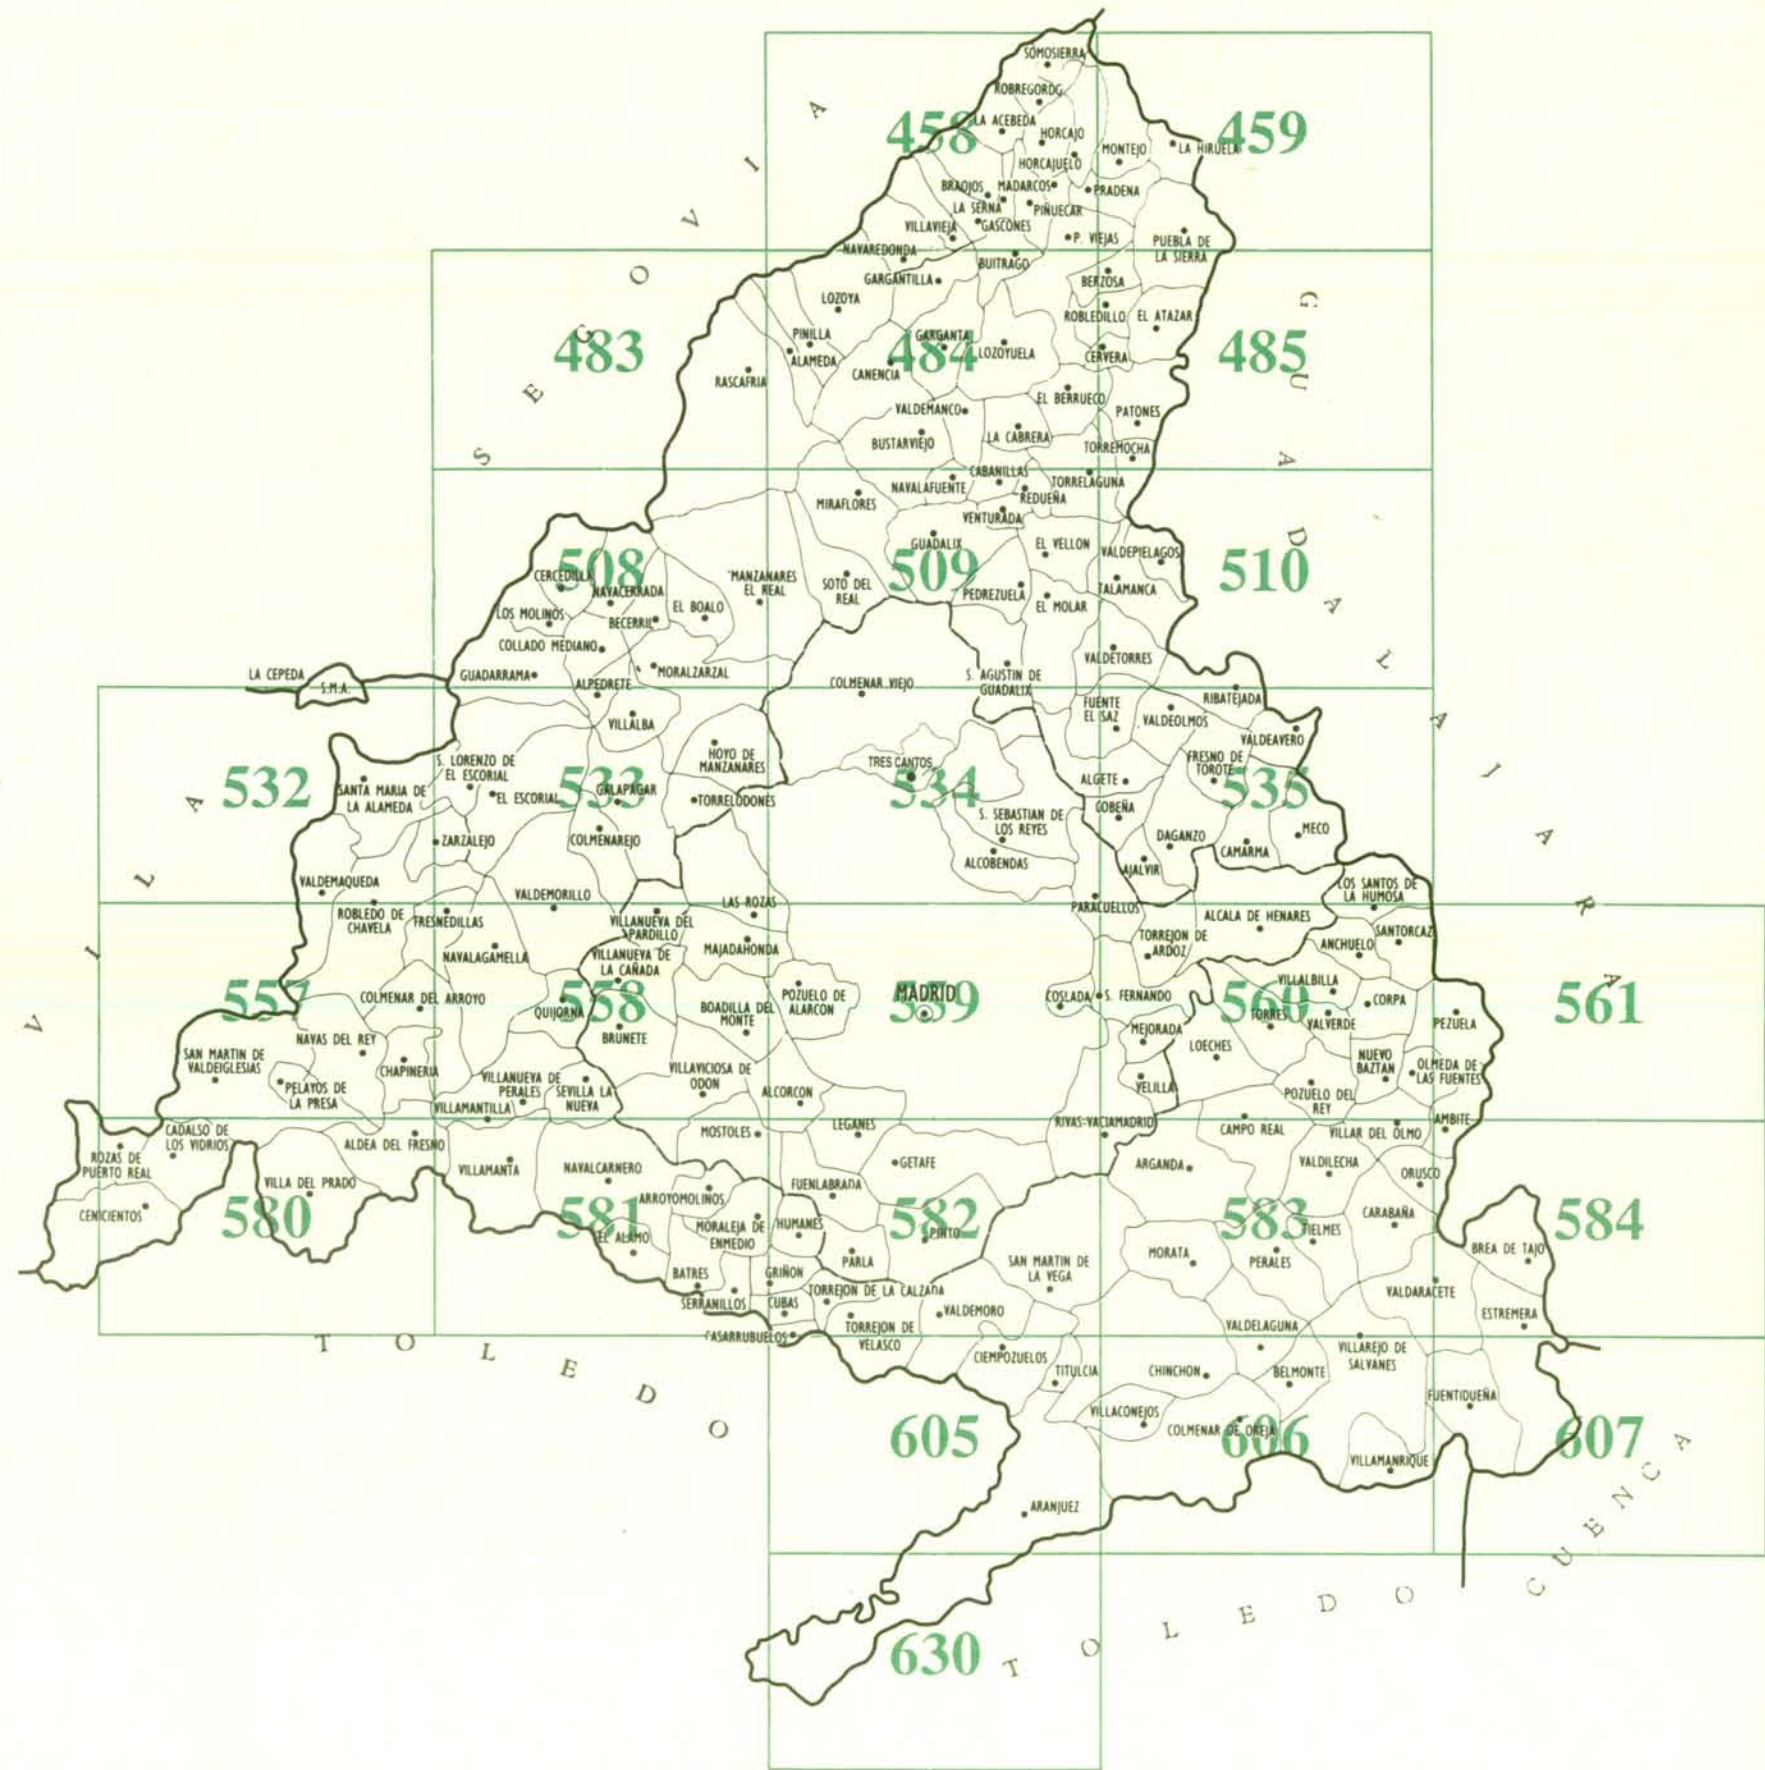 SOMOSIERRA
ROBREGORDO
458
LA ACEBEDA
459
HORCAJO
MONTEJO
LA HIRUELA
HORCAJUELO
BRAOJOS
MADARCOS
PRADENA
LA SERNA
PIÑUECAR
VILLAVIEJA
GASCONES
P. VIEJAS
PUEBLA DE
LA SIERRA
NAVAREDONDA
BUITRAGO
GARGANTILLA
BERZOSA
LOZOYA
ROBLEDILLO
EL ATAZAR
PINILLA
GARGANTA
483
484
485
ALAMEDA
LOZOYUELA
CERVERA
CANENCIA
RASCAFRIA
EL BERRUECO
VALDEMANCO
PATONES
BUSTARVIEJO
LA CABRERA
TORREMOCHA
CABANILLAS
NAVALAFUENTE
TORRELAGUNA
MIRAFLORES
REDUEÑA
VENTURADA
GUADALIX
EL VELLON
VALDEPIELAGOS
508
509
510
CERCEDILLA
MANZANARES
EL REAL
SOTO DEL
REAL
NAVACERRADA
PEDREZUELA
TALAMANCA
LOS MOLINOS
BECERRIL
EL BOALO
EL MOLAR
COLLADO MEDIANO
VALDETORRES
LA CEPEDA
S.M.A.
GUADARRAMA
MORALZARZAL
ALPEDRETE
COLMENAR VIEJO
S. AGUSTIN DE
GUADALIX
RIBATEJADA
FUENTE
EL SAZ
VALDEOLMOS
VILLALBA
VALDEAVERO
HOYO DE
MANZANARES
TRES CANTOS
FRESNO DE
TOROTE
S. LORENZO DE
EL ESCORIAL
532
533
534
535
SANTA MARIA DE
LA ALAMEDA
EL ESCORIAL
GALAPAGAR
TORRELODONES
ALGETE
COBEÑA
S. SEBASTIAN DE
LOS REYES
ZARZALEJO
COLMENAREJO
DAGANZO
CAMARMA
MECO
ALCOBENDAS
AJALVIR
VALDEMAQUEDA
VALDEMORILLO
LOS SANTOS DE
LA HUMOSA
LAS ROZAS
PARACUELLOS
ROBLEDO DE
CHAVELA
FRESNEDILLAS
VILLANUEVA DEL
PARDILLO
ALCALA DE HENARES
TORREJON DE
ARDOZ
ANCHUELO
SANTORCAZ
NAVALAGAMELLA
VILLANUEVA DE
LA CAÑADA
MAJADAHONDA
VILLALBILLA
557
558
559
560
561
COLMENAR DEL ARROYO
QUIJORNA
BOADILLA DEL
MONTE
POZUELO DE
ALARCON
MADRID
COSLADA
S. FERNANDO
CORPA
TORRES
VALVERDE
PEZUELA
BRUNETE
MEJORADA
NAVAS DEL REY
LOECHES
SAN MARTIN DE
VALDEIGLESIAS
CHAPINERIA
NUEVO
BAZTAN
OLMEDA DE
LAS FUENTES
PELAYOS DE
LA PRESA
VILLANUEVA DE
PERALES
SEVILLA LA
NUEVA
VILLAVICIOSA DE
ODON
ALCORCON
VELILLA
POZUELO DEL
REY
VILLAMANTILLA
CADALSO DE
LOS VIDRIOS
ALDEA DEL FRESNO
MOSTOLES
LEGANES
RIVAS-VACIAMADRID
CAMPO REAL
VILLAR DEL OLMO
AMBITE
ROZAS DE
PUERTO REAL
VILLAMANTA
NAVALCARNERO
GETAFE
ARGANDA
VALDILECHA
ORUSCO
VILLA DEL PRADO
ARROYOMOLINOS
FUENLABRADA
CENICIENTOS
580
581
582
583
584
CARABAÑA
EL ALAMO
MORALEJA DE
ENMEDIO
HUMANES
PINTO
TIELMES
BREA DE TAJO
MORATA
PERALES
PARLA
SAN MARTIN DE
LA VEGA
BATRES
GRIÑON
VALDARACETE
SERRANILLOS
CUBAS
TORREJON DE LA CALZADA
VALDEMORO
ESTREMERA
CASARRUBUELOS
TORREJON DE
VELASCO
VALDELAGUNA
VILLAREJO DE
SALVANES
CIEMPOZUELOS
TITULCIA
CHINCHON
BELMONTE
FUENTIDUEÑA
VILLACONEJOS
COLMENAR DE OREJA
605
606
607
VILLAMANRIQUE
ARANJUEZ
630
SEGOVIA
GUADALAJARA
AVILA
TOLEDO
TOLEDO
CUENCA